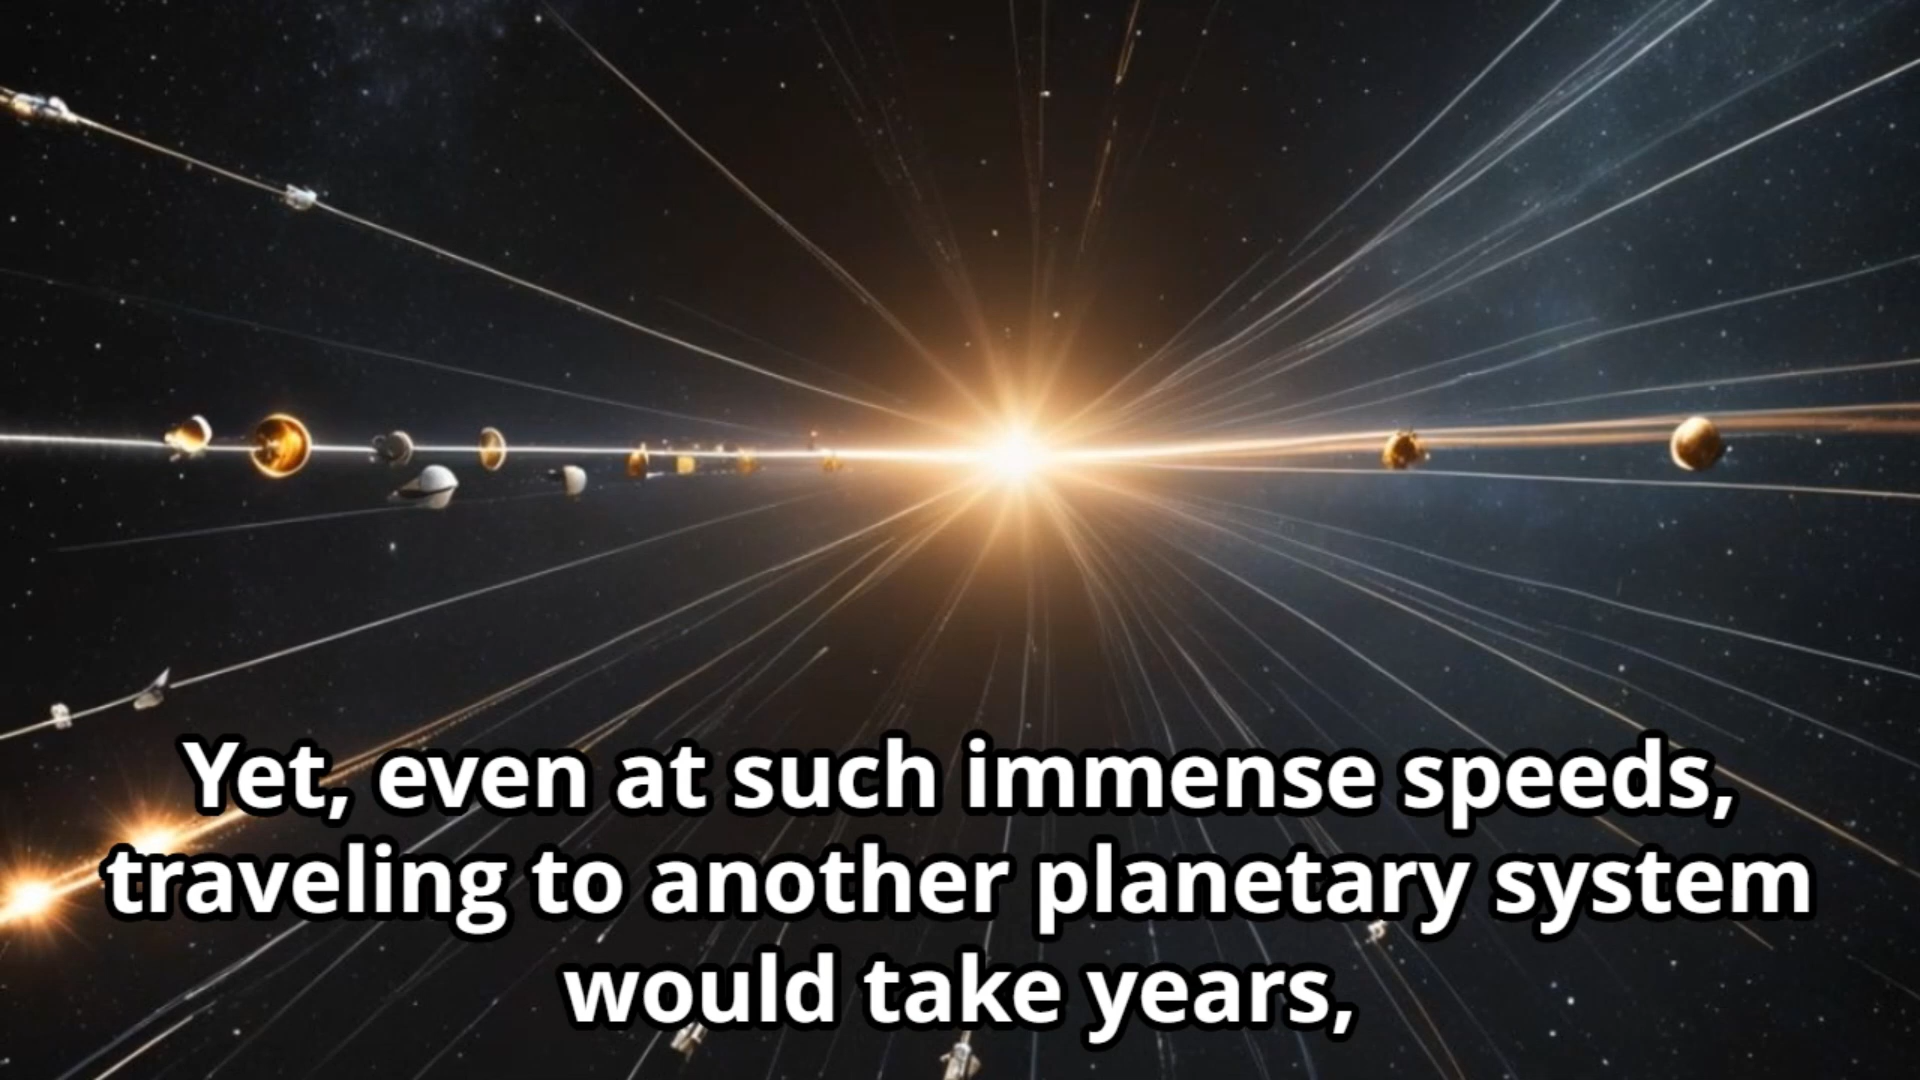 Yet, even at such immense speeds,
traveling to another planetary system
would take years,